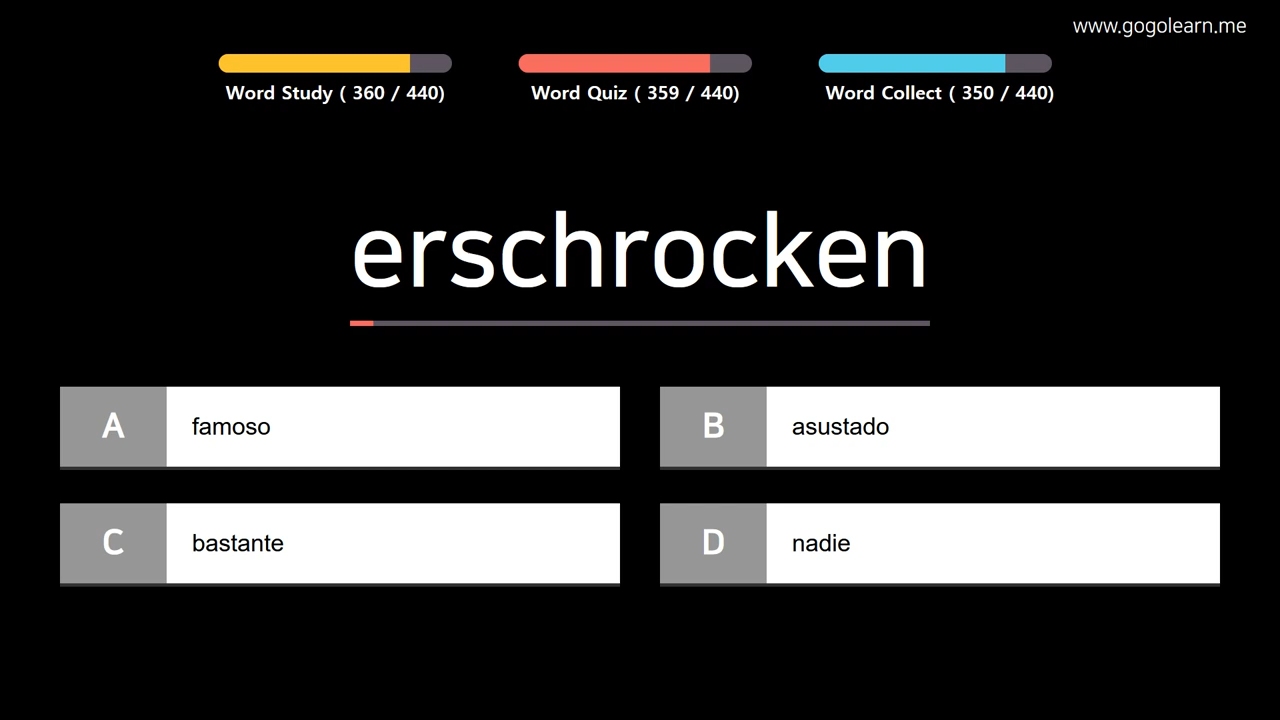 www.gogolearn.me
Word Study ( 360 / 440)
Word Quiz ( 359 / 440)
Word Collect ( 350 / 440)
erschrocken
A famoso
B asustado
C bastante
D nadie